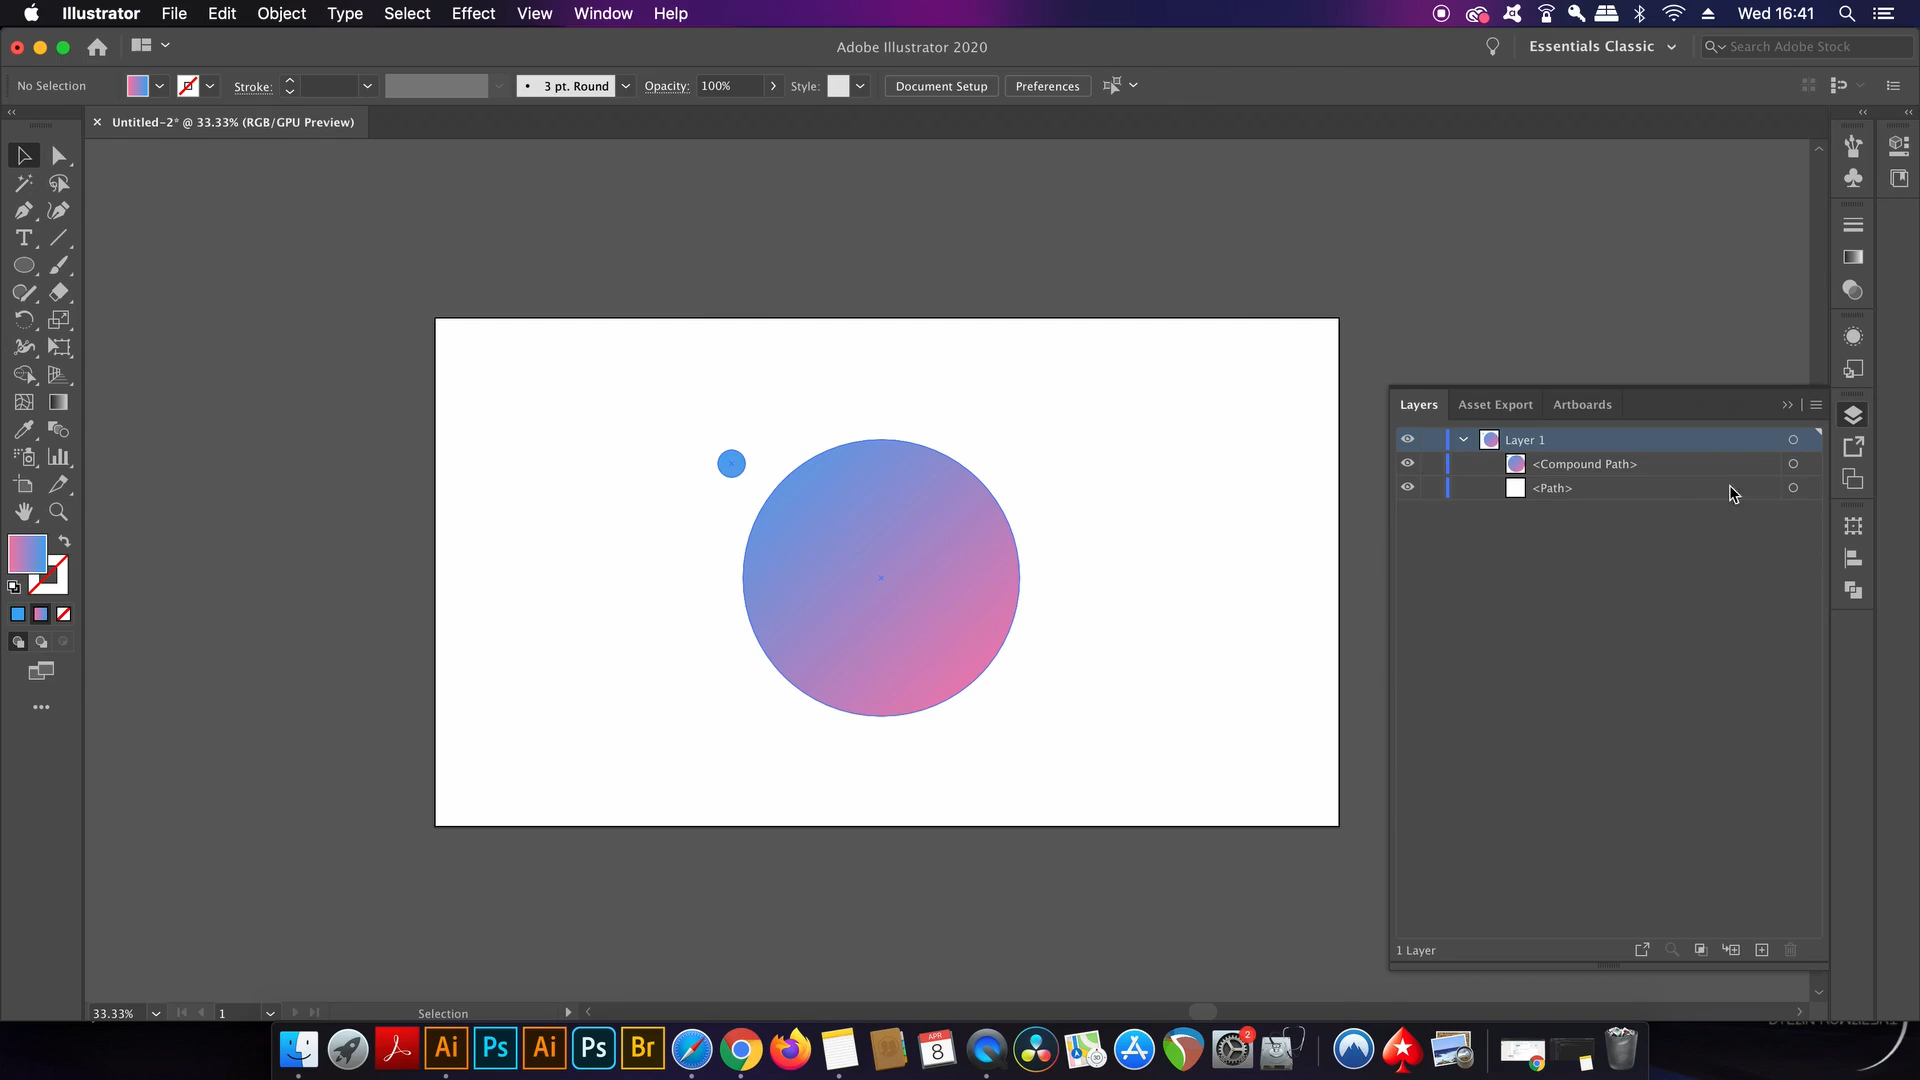 Illustrator File Edit Object Type Select Effect View Window Help Wed 16:41
Adobe Illustrator 2020 Essentials Classic Search Adobe Stock
No Selection Stroke: 3 pt. Round Opacity: 100% Style: Document Setup Preferences
Untitled-2* @ 33.33% (RGB/GPU Preview)
Layers Asset Export Artboards
Layer 1
<Compound Path>
<Path>
1 Layer
33.33% 1 Selection
Ai Ps Ai Ps Br APR 8 2